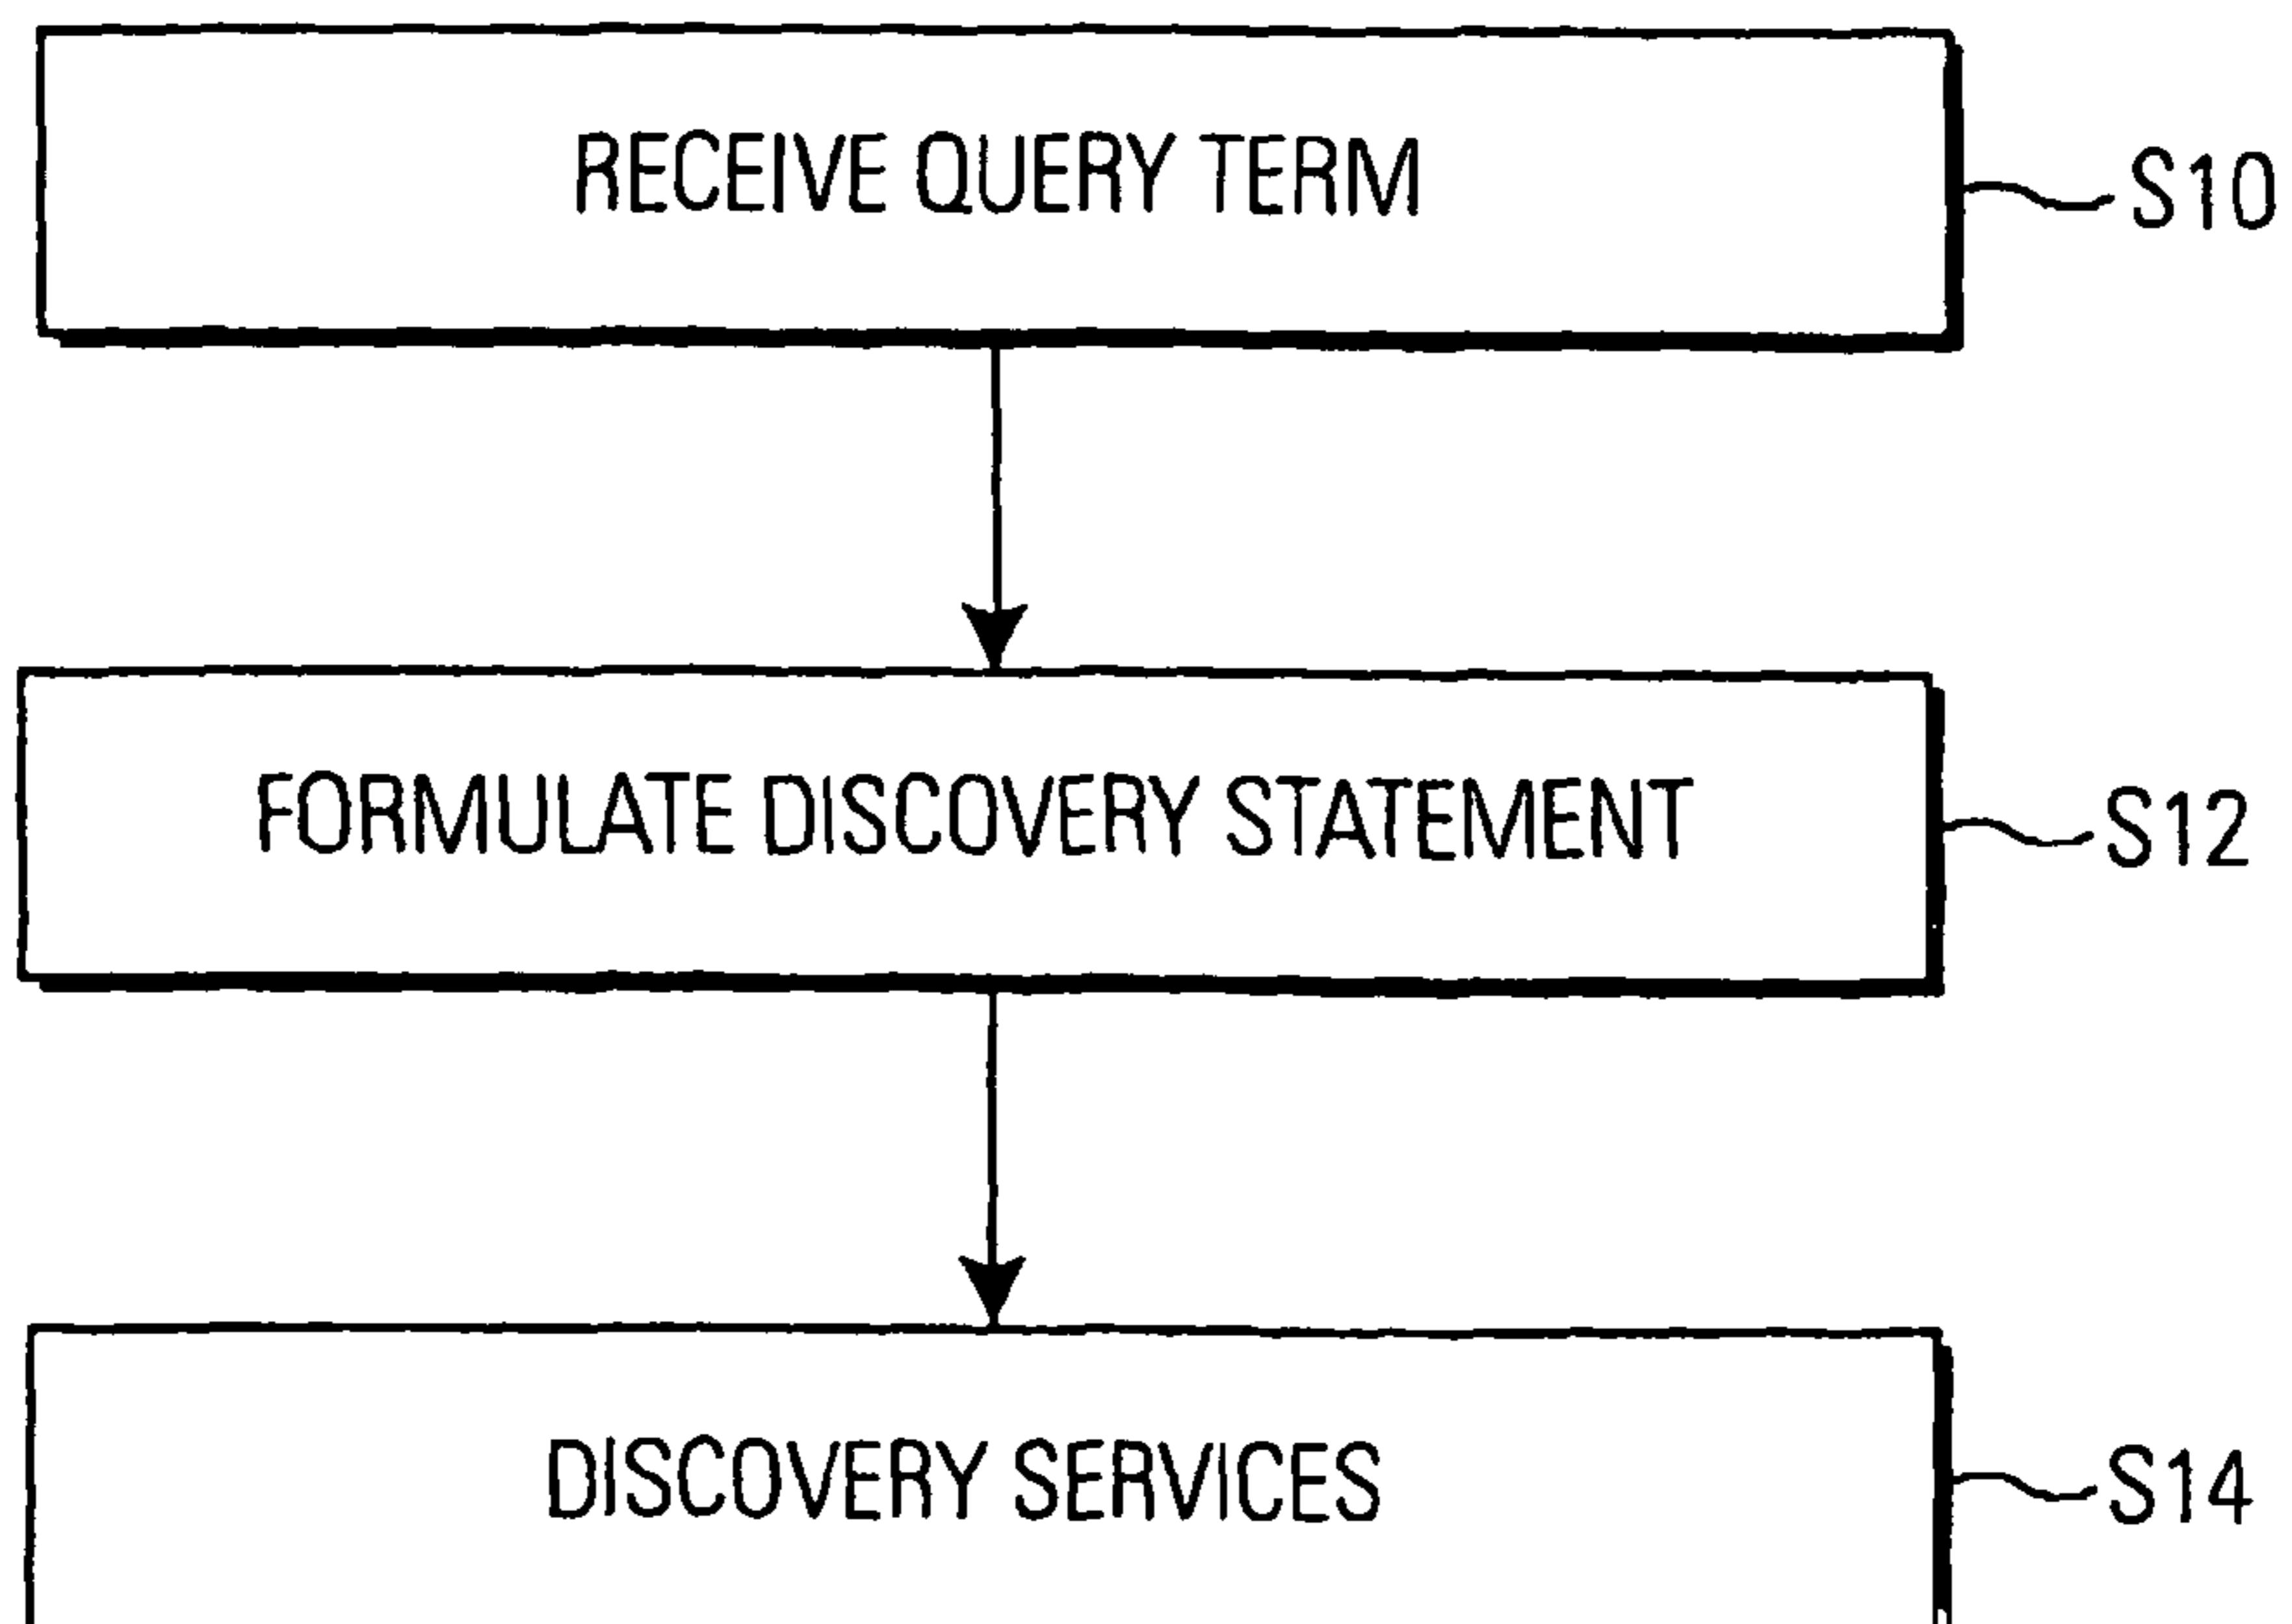 RECEIVE QUERY TERM
S10
FORMULATE DISCOVERY STATEMENT
S12
DISCOVERY SERVICES
S14